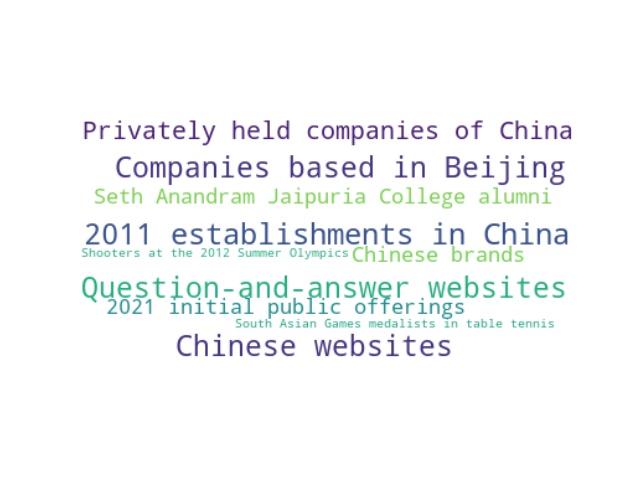 Privately held companies of China
Companies based in Beijing
Seth Anandram Jaipuria College alumni
2011 establishments in China
Shooters at the 2012 Summer Olympics
Chinese brands
Question-and-answer websites
2021 initial public offerings
South Asian Games medalists in table tennis
Chinese websites